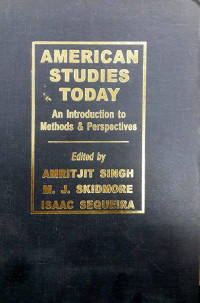 AMERICAN
STUDIES
TODAY
An Introduction to
Methods & Perspectives
Edited by
AMRITJIT SINGH
M. J. SKIDMORE
ISAAC SEQUEIRA